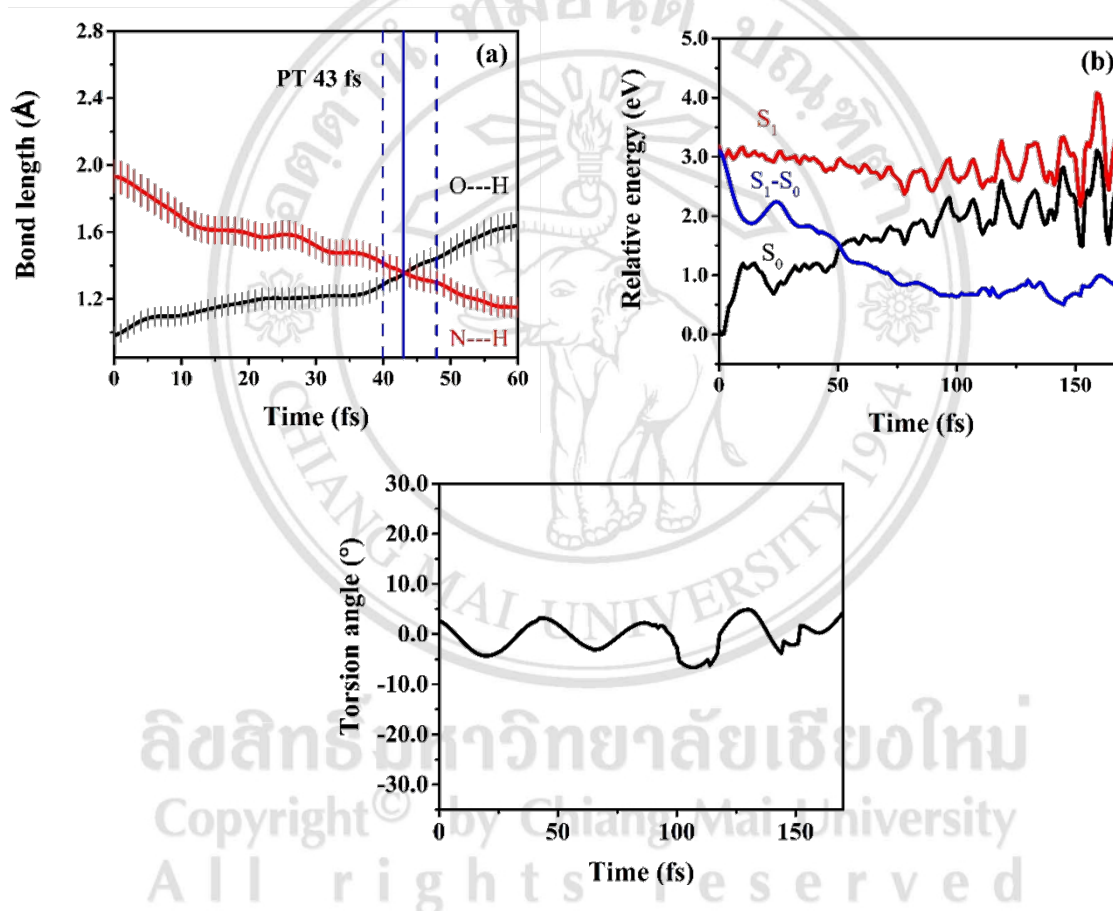 (a)
PT 43 fs
O---H
N---H
Bond length (Å)
2.8
2.4
2.0
1.6
1.2
0 10 20 30 40 50 60
Time (fs)
(b)
S₁
S₁-S₀
S₀
Relative energy (eV)
5.0
4.0
3.0
2.0
1.0
0.0
0 50 100 150
Time (fs)
Torsion angle (°)
30.0
20.0
10.0
0.0
-10.0
-20.0
-30.0
0 50 100 150
Time (fs)
CHIANG MAI UNIVERSITY 1964
ลิขสิทธิ์มหาวิทยาลัยเชียงใหม่
Copyright© by Chiang Mai University
All rights reserved